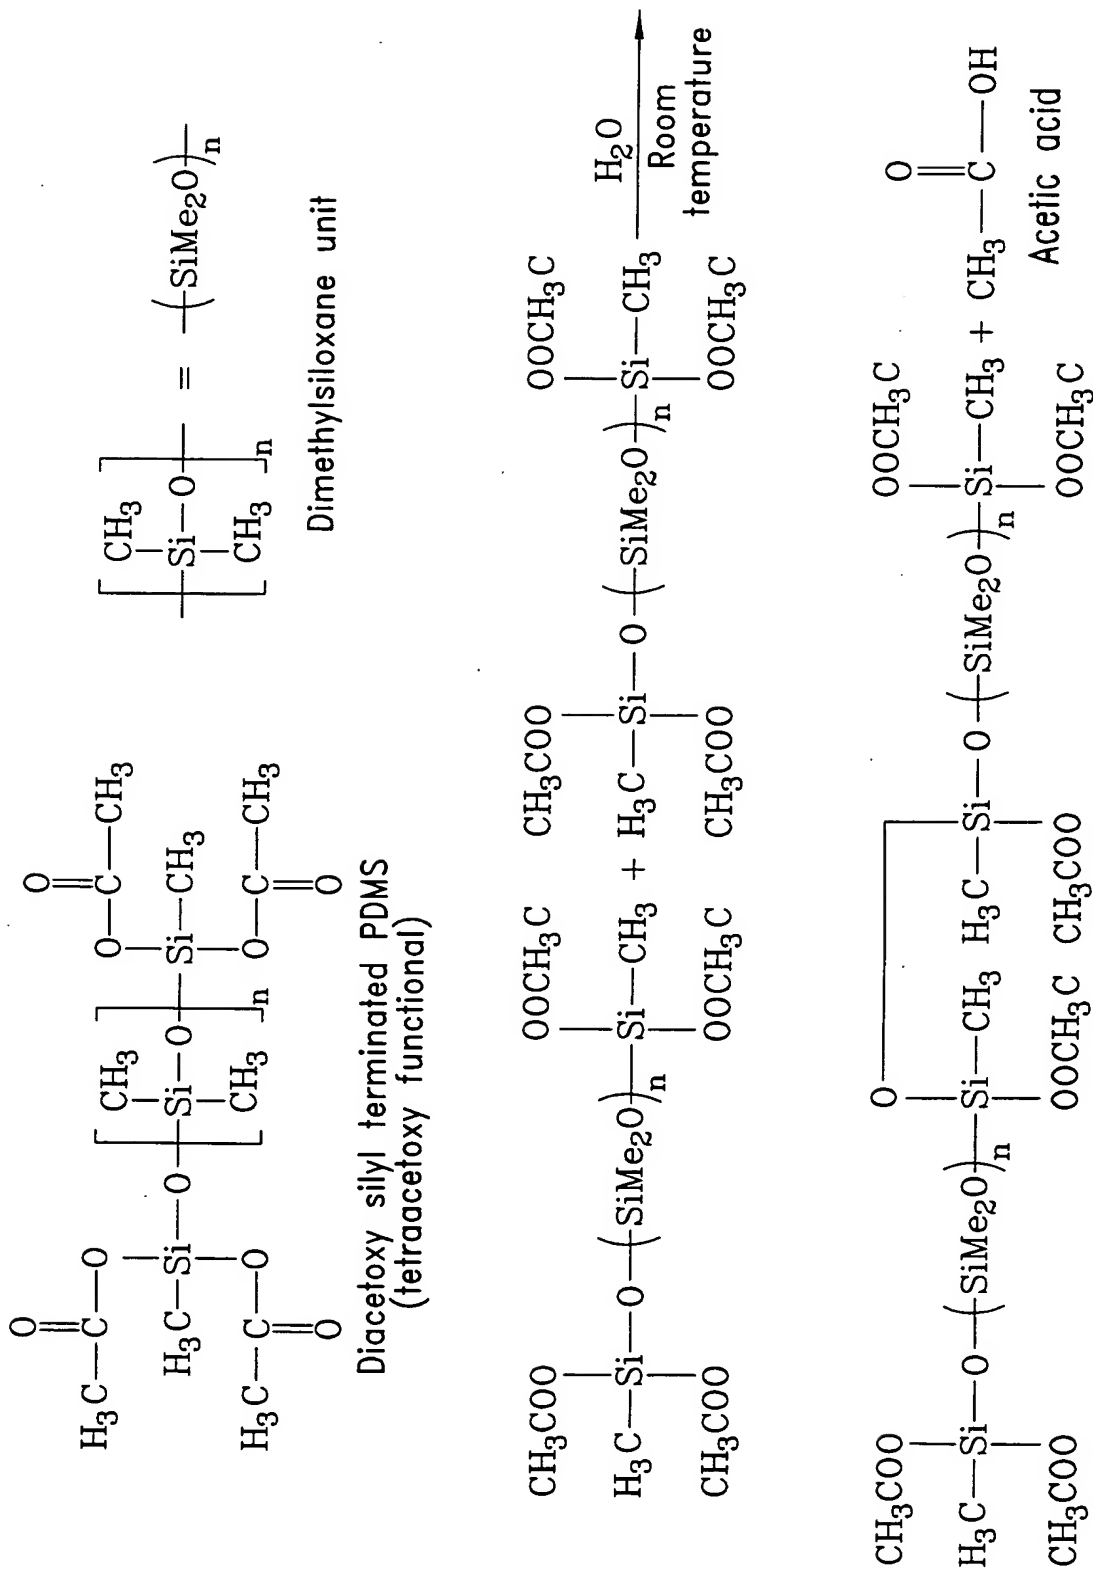 O O
H₃C—C—O O—C—CH₃
CH₃
H₃C—Si—O—[Si—O]ₙ—Si—CH₃
CH₃
H₃C—C—O O—C—CH₃
O O
Diacetoxy silyl terminated PDMS
(tetraacetoxy functional)
CH₃
[Si—O]ₙ = (SiMe₂O)ₙ
CH₃
Dimethylsiloxane unit
CH₃COO OOCH₃C CH₃COO OOCH₃C
H₃C—Si—O—(SiMe₂O)ₙ—Si—CH₃ + H₃C—Si—O—(SiMe₂O)ₙ—Si—CH₃
CH₃COO OOCH₃C CH₃COO OOCH₃C
H₂O
Room
temperature
CH₃COO O OOCH₃C O
H₃C—Si—O—(SiMe₂O)ₙ—Si—CH₃ H₃C—Si—O—(SiMe₂O)ₙ—Si—CH₃ + CH₃—C—OH
CH₃COO OOCH₃C CH₃COO OOCH₃C
Acetic acid